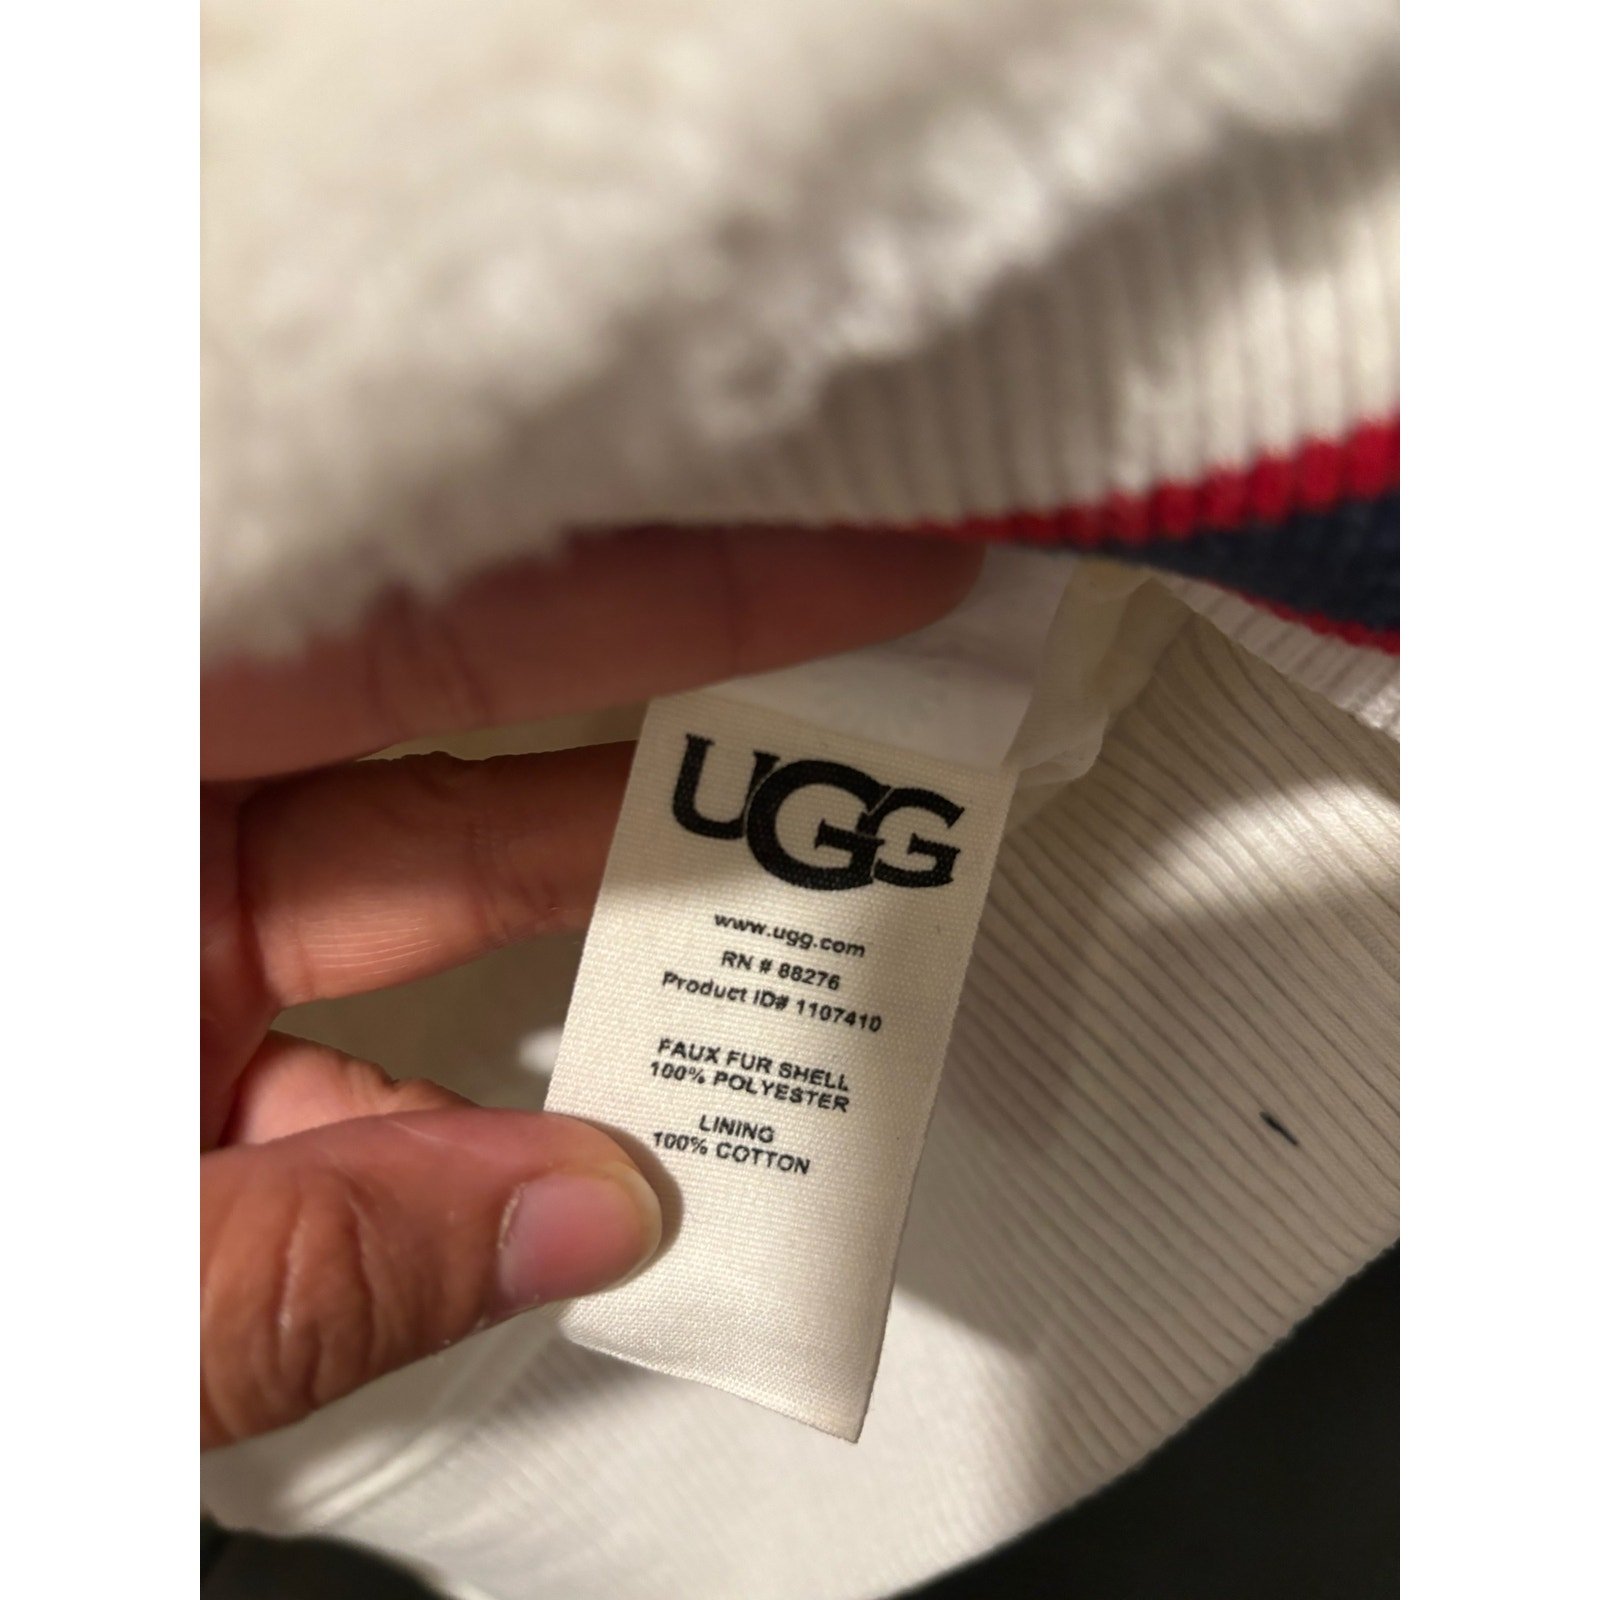 UGG
www.ugg.com
RN # 88276
Product ID# 1107410
FAUX FUR SHELL
100% POLYESTER
LINING
100% COTTON